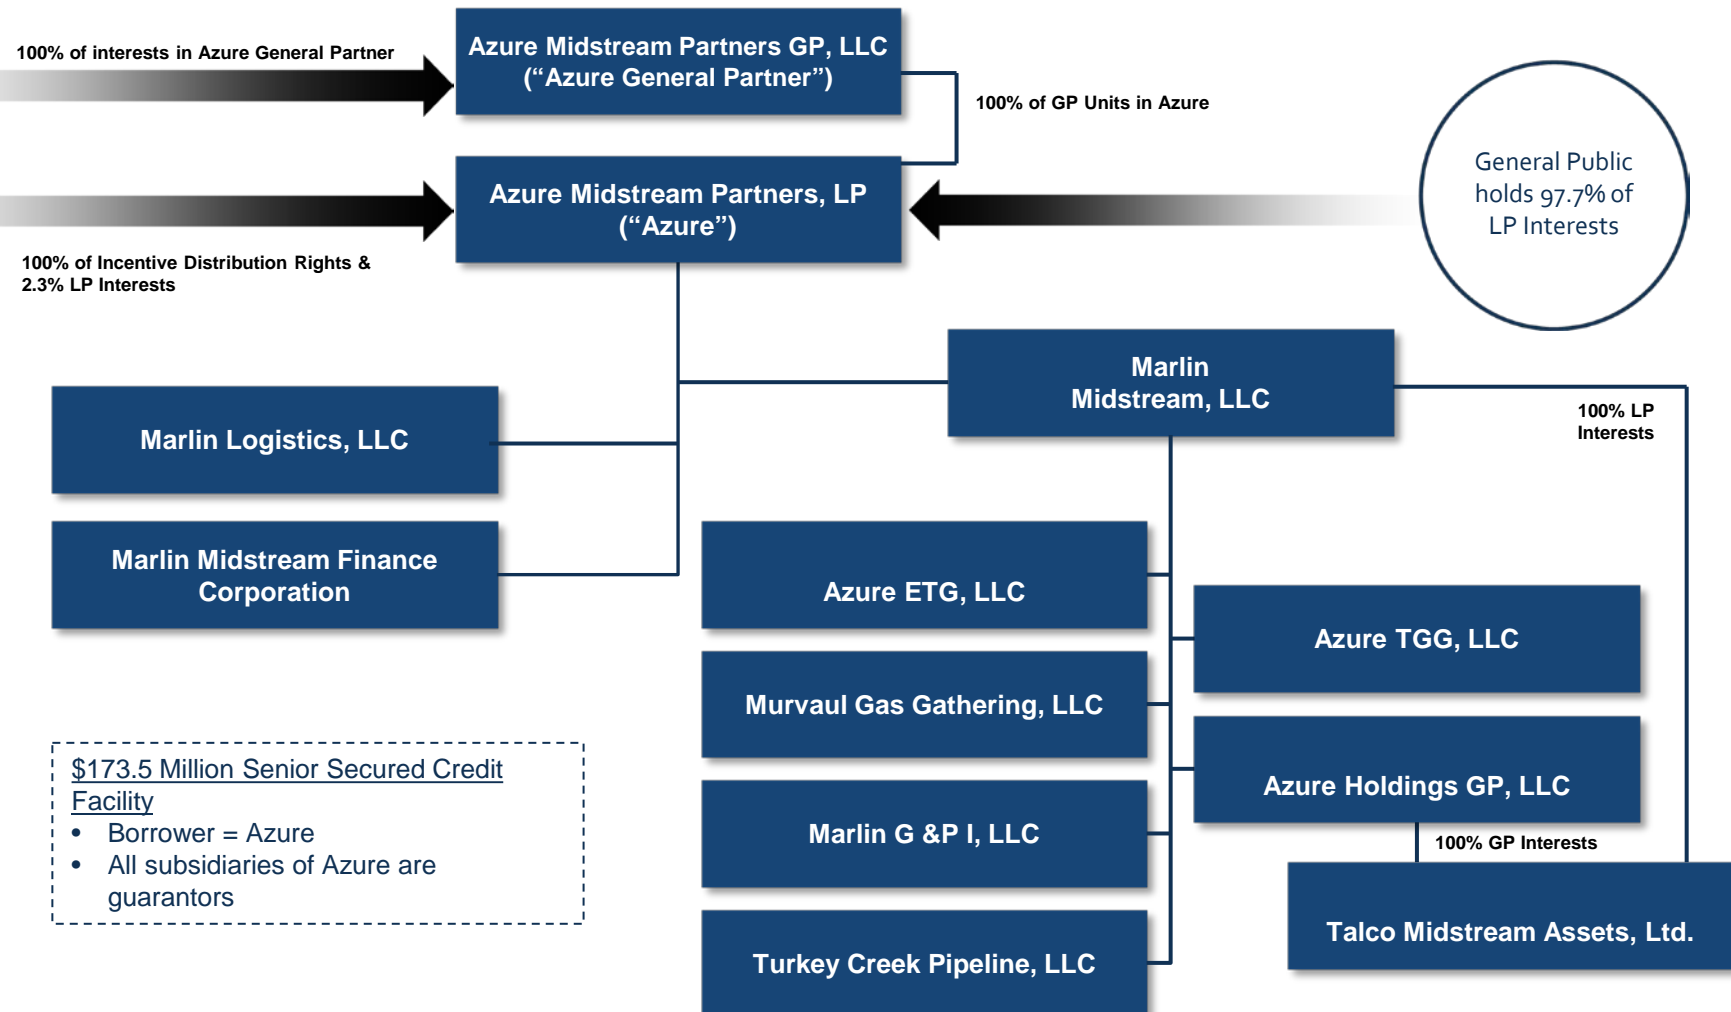 100% of interests in Azure General Partner
Azure Midstream Partners GP, LLC
(“Azure General Partner”)
100% of GP Units in Azure
Azure Midstream Partners, LP
(“Azure”)
General Public
holds 97.7% of
LP Interests
100% of Incentive Distribution Rights &
2.3% LP Interests
Marlin
Midstream, LLC
100% LP
Interests
Marlin Logistics, LLC
Marlin Midstream Finance
Corporation
Azure ETG, LLC
Azure TGG, LLC
Murvaul Gas Gathering, LLC
Azure Holdings GP, LLC
$173.5 Million Senior Secured Credit
Facility
• Borrower = Azure
• All subsidiaries of Azure are
guarantors
Marlin G &P I, LLC
100% GP Interests
Talco Midstream Assets, Ltd.
Turkey Creek Pipeline, LLC